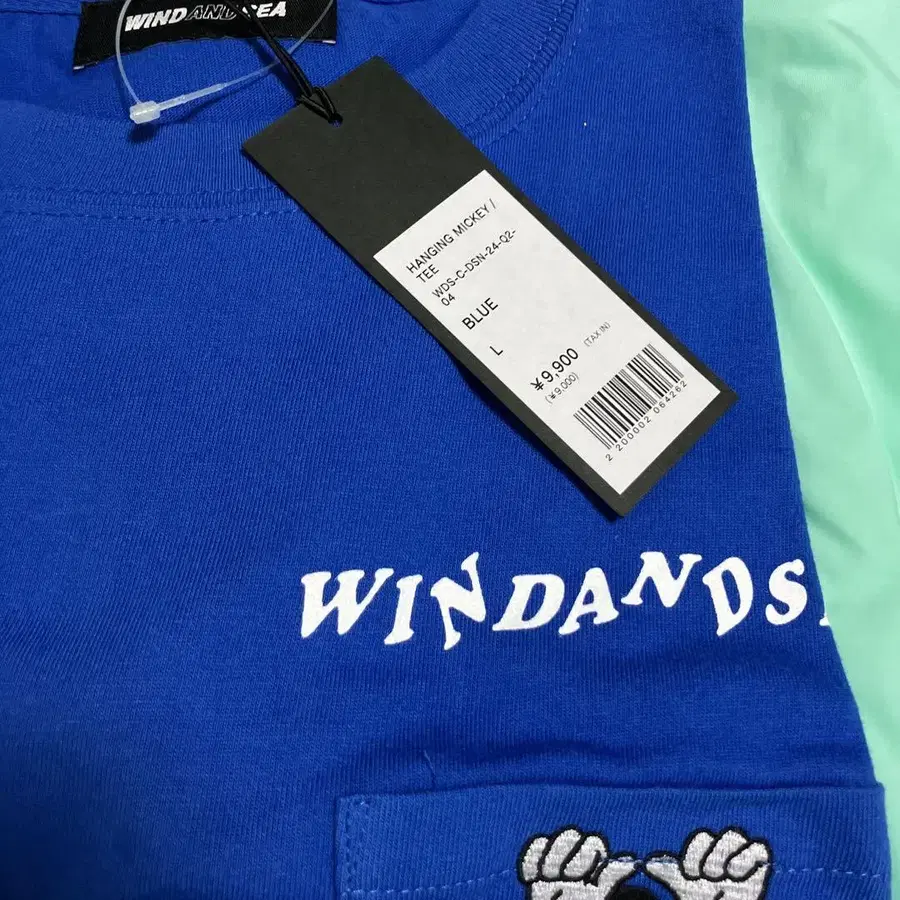 WINDANDSEA
HANGING MICKEY /
TEE
WDS-C-DSN-24-Q2-
04
BLUE
L
¥9,900 (TAX IN)
(¥9,000)
2 200002 064262
WINDANDS